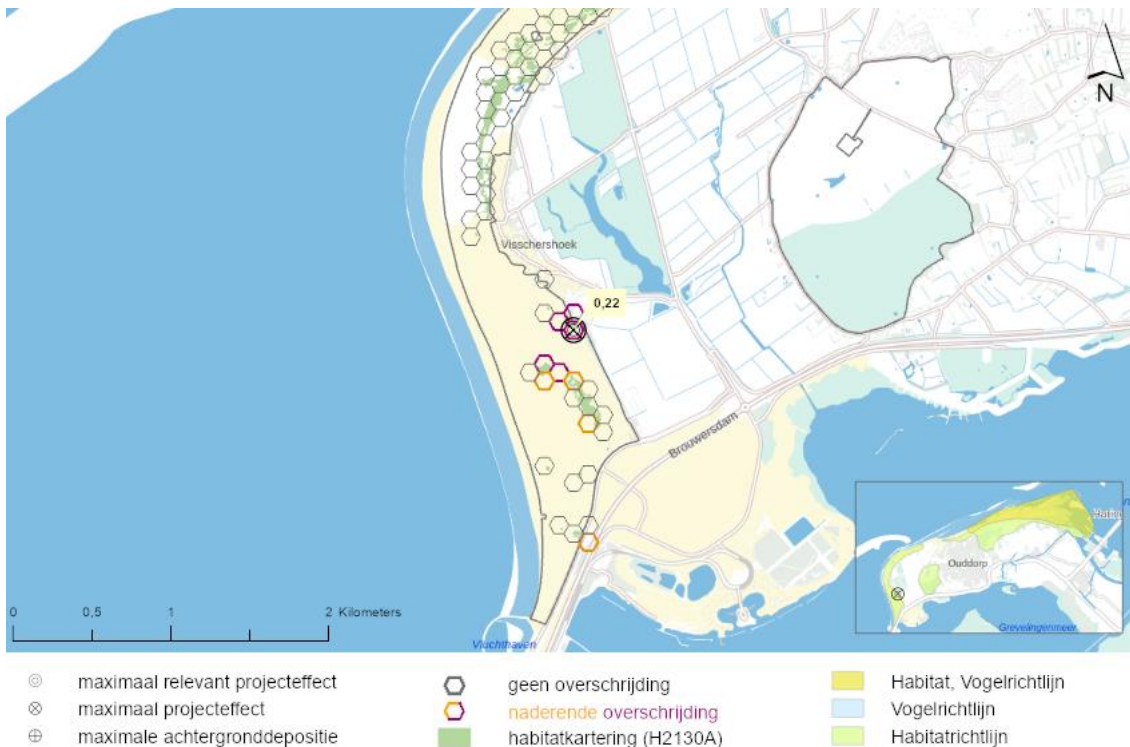 N
Visschershoek
0,22
Brouwersdam
Ouddorp
Grevelingenmeer
0 0,5 1 2 Kilometers
Vluchthaven
maximaal relevant projecteffect
maximaal projecteffect
maximale achtergronddepositie
geen overschrijding
naderende overschrijding
habitatkartering (H2130A)
Habitat, Vogelrichtlijn
Vogelrichtlijn
Habitatrichtlijn